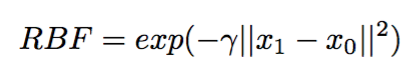 RBF = exp(−γ||x₁ − x₀||²)